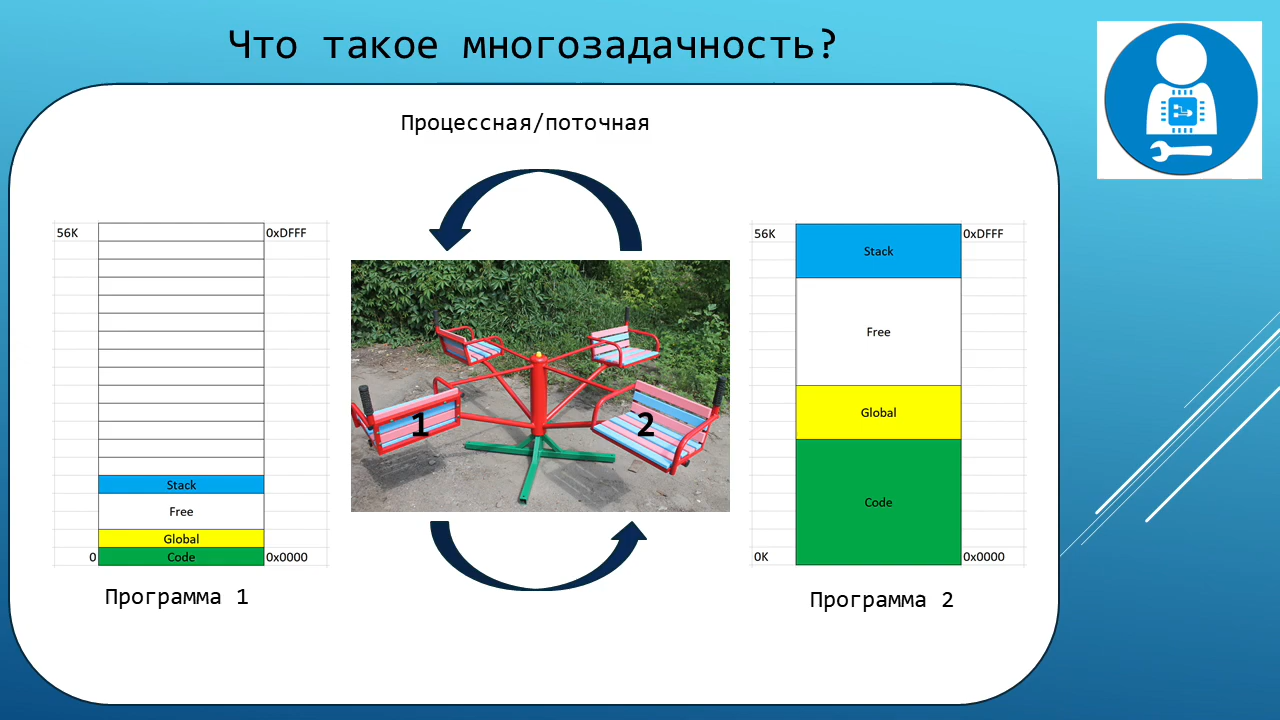 Что такое многозадачность?
Процессная/поточная
56K
0xDFFF
Stack
Free
Global
0
Code
0x0000
Программа 1
1
2
56K
0xDFFF
Stack
Free
Global
Code
0K
0x0000
Программа 2